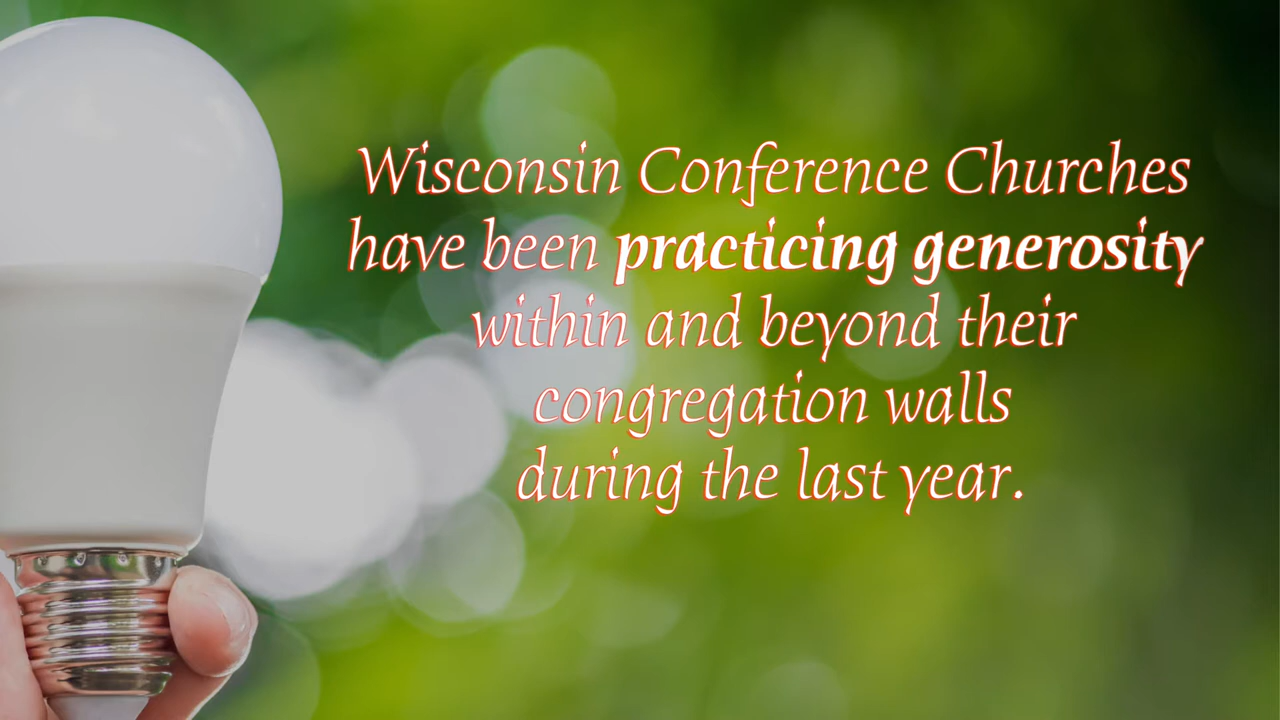 Wisconsin Conference Churches
have been practicing generosity
within and beyond their
congregation walls
during the last year.